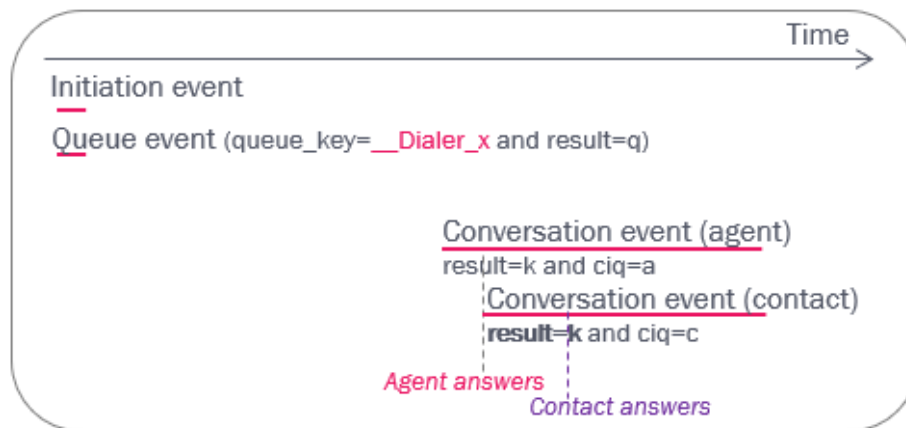 Time
Initiation event
Queue event (queue_key=__Dialer_x and result=q)
Conversation event (agent)
result=k and ciq=a
Conversation event (contact)
result=k and ciq=c
Agent answers
Contact answers